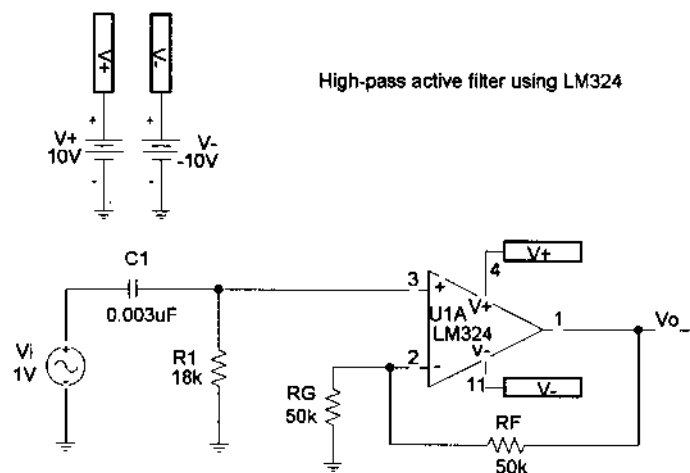 V+
V-
High-pass active filter using LM324
+
+
V+
10V
V-
-10V
-
-
C1
0.003uF
3
+
4
V+
V+
U1A
LM324
1
Vo
Vi
1V
R1
18k
2
-
V-
11
V-
RG
50k
RF
50k